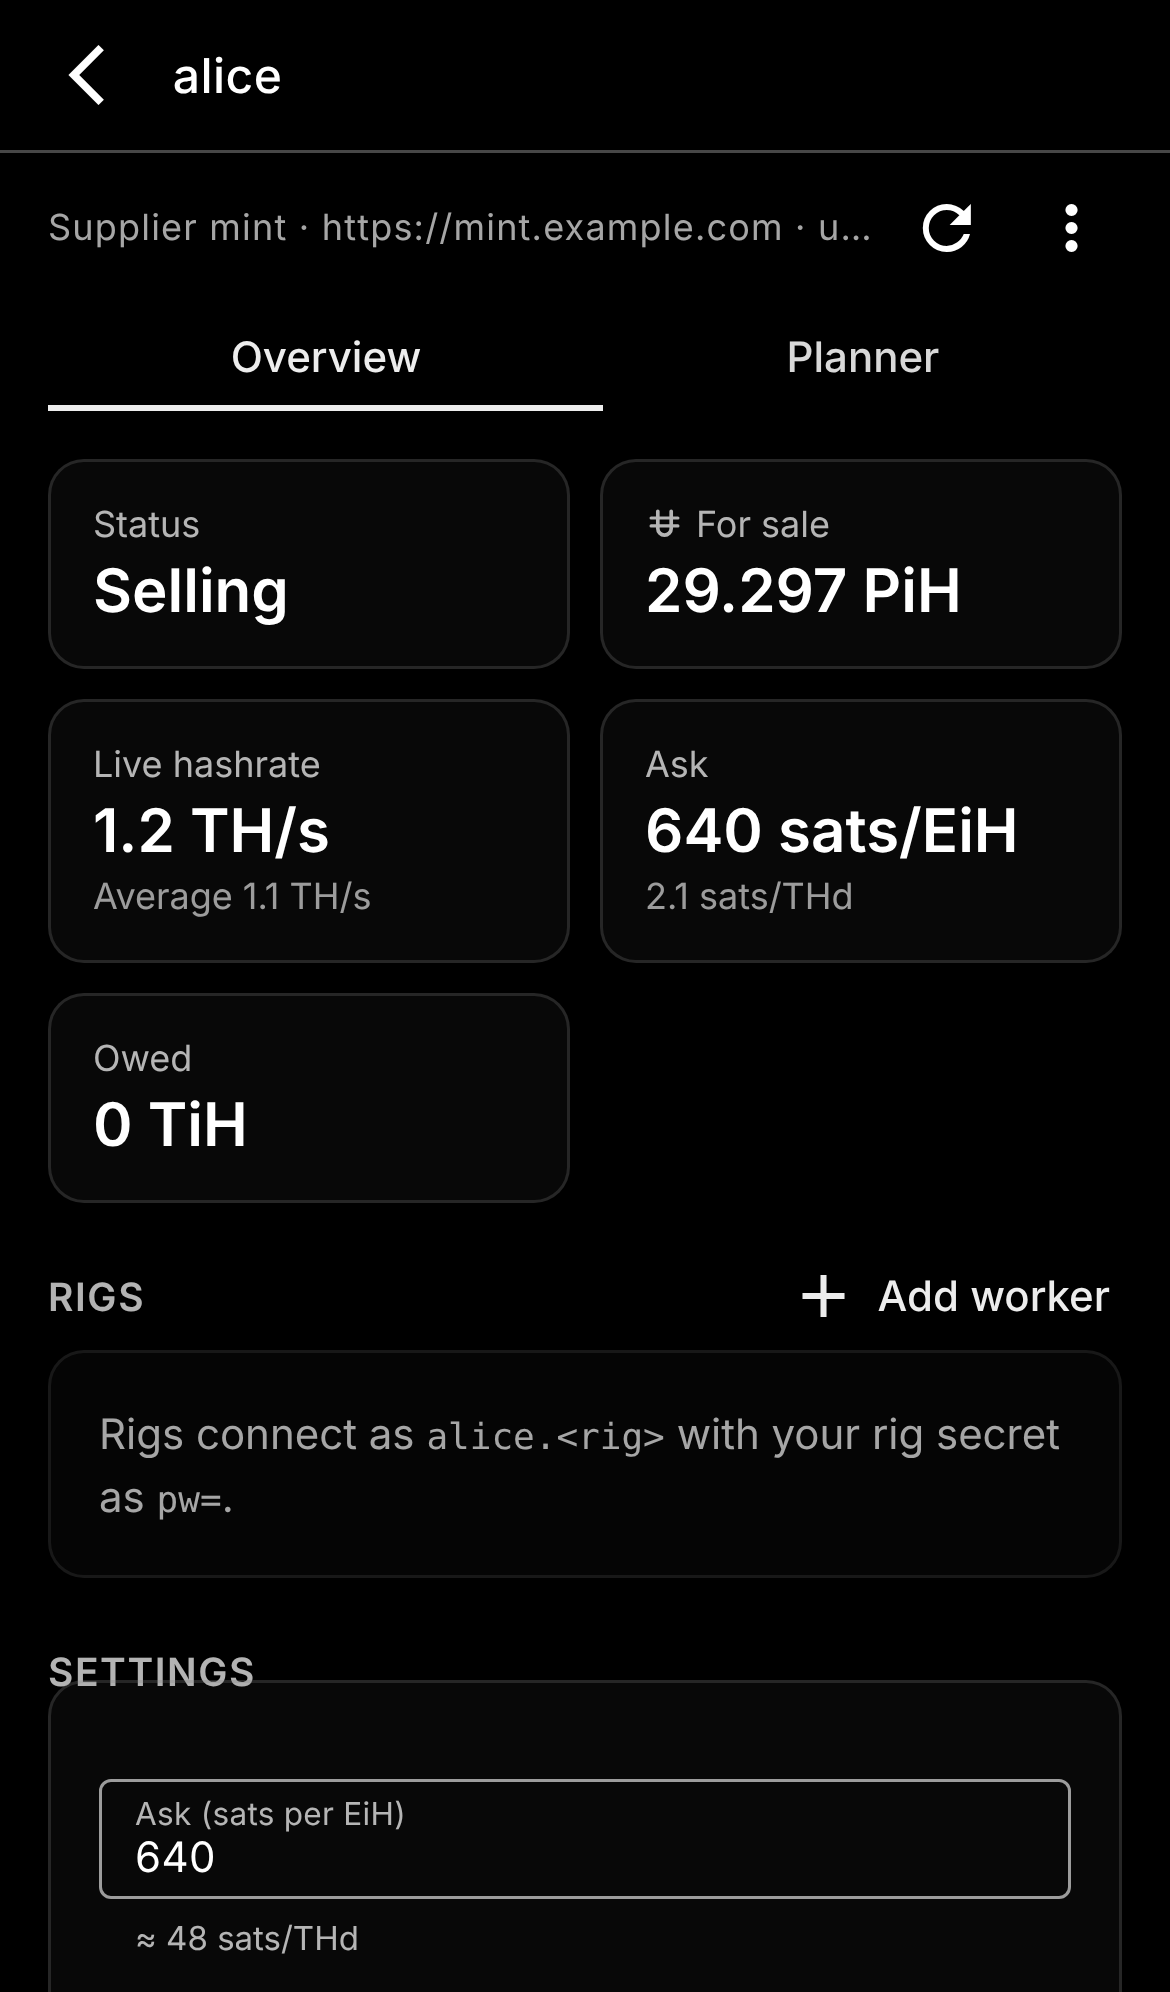 alice
Supplier mint · https://mint.example.com · u...
Overview
Planner
Status
Selling
For sale
29.297 PiH
Live hashrate
1.2 TH/s
Average 1.1 TH/s
Ask
640 sats/EiH
2.1 sats/THd
Owed
0 TiH
RIGS
Add worker
Rigs connect as alice.<rig> with your rig secret
as pw=.
SETTINGS
Ask (sats per EiH)
640
≈ 48 sats/THd